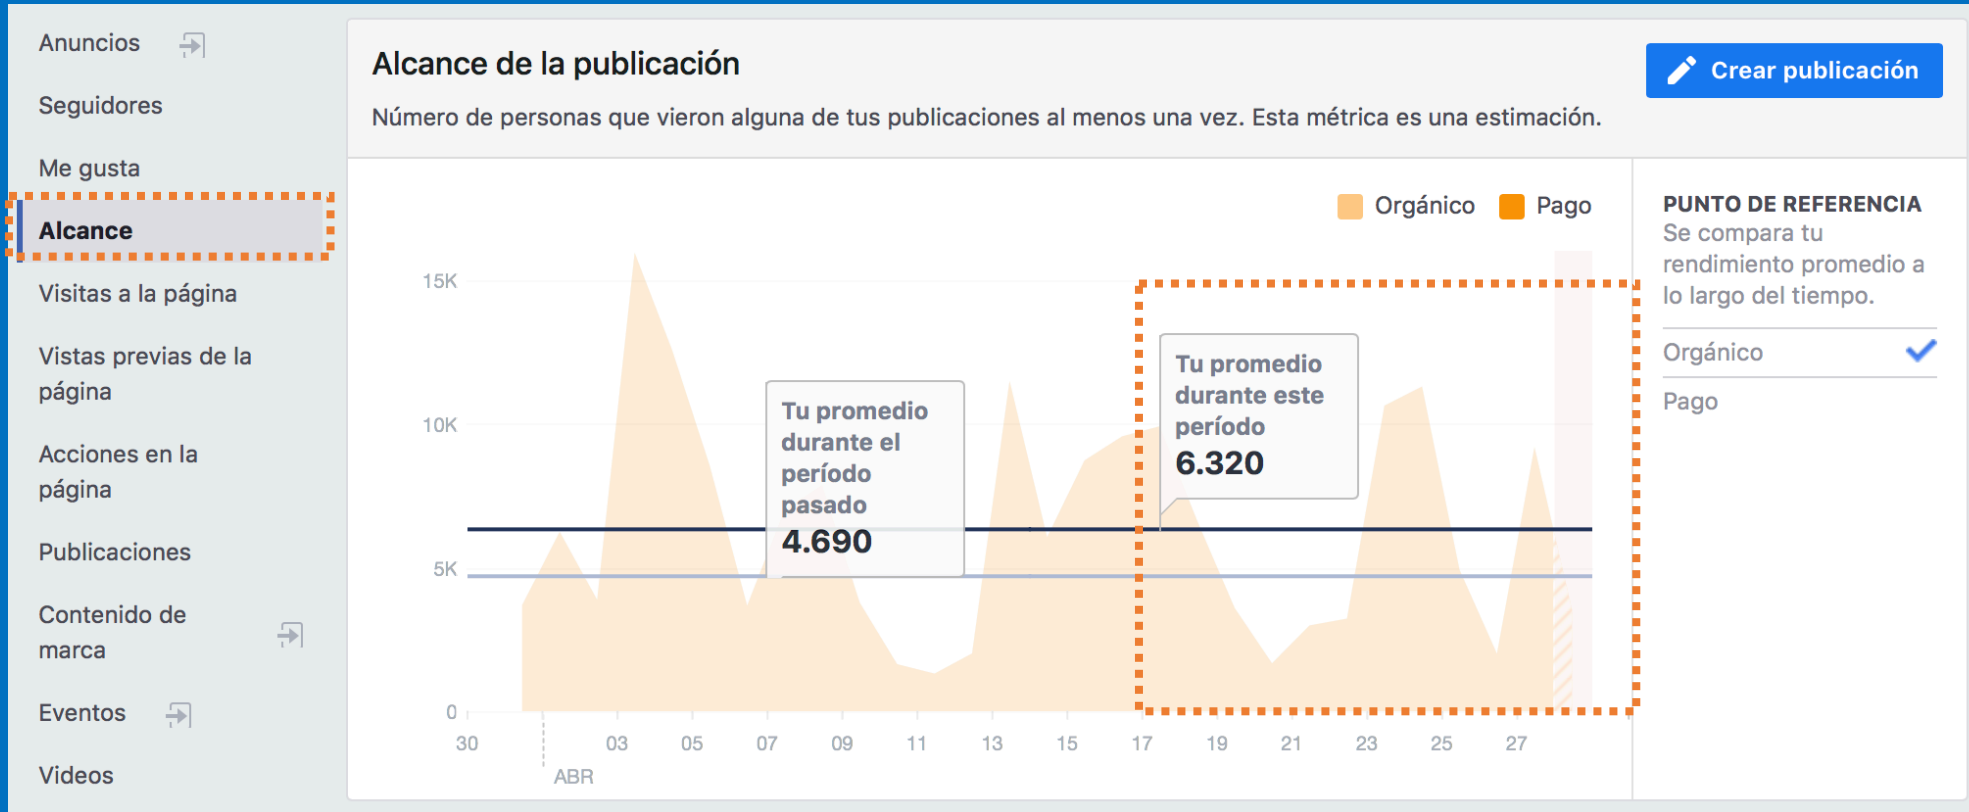 Anuncios
Seguidores
Me gusta
Alcance
Visitas a la página
Vistas previas de la
página
Acciones en la
página
Publicaciones
Contenido de
marca
Eventos
Videos
Alcance de la publicación
Número de personas que vieron alguna de tus publicaciones al menos una vez. Esta métrica es una estimación.
Crear publicación
Orgánico
Pago
15K
10K
5K
0
Tu promedio
durante el
período
pasado
4.690
Tu promedio
durante este
período
6.320
30
03
05
07
09
11
13
15
17
19
21
23
25
27
ABR
PUNTO DE REFERENCIA
Se compara tu
rendimiento promedio a
lo largo del tiempo.
Orgánico
Pago